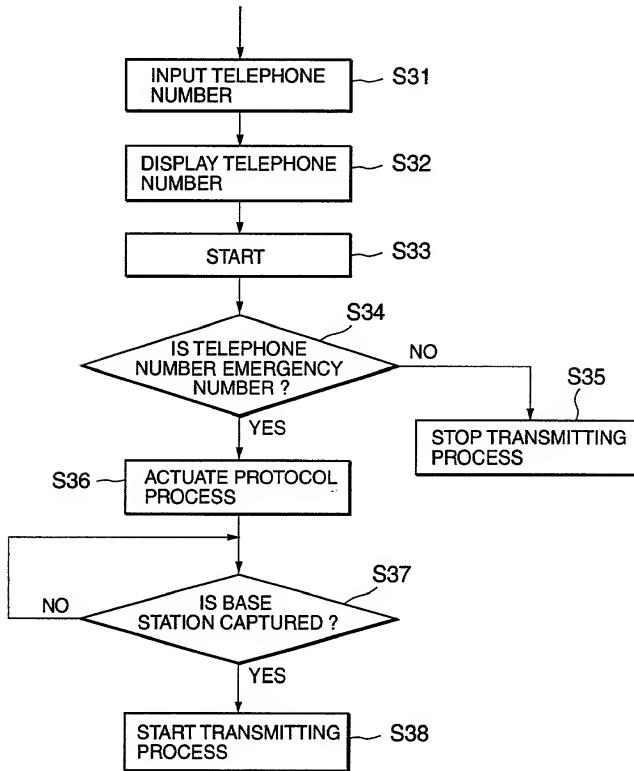 INPUT TELEPHONE
NUMBER
S31
DISPLAY TELEPHONE
NUMBER
S32
START
S33
S34
IS TELEPHONE
NUMBER EMERGENCY
NUMBER ?
NO
YES
S35
STOP TRANSMITTING
PROCESS
S36
ACTUATE PROTOCOL
PROCESS
S37
IS BASE
STATION CAPTURED ?
NO
YES
START TRANSMITTING
PROCESS
S38